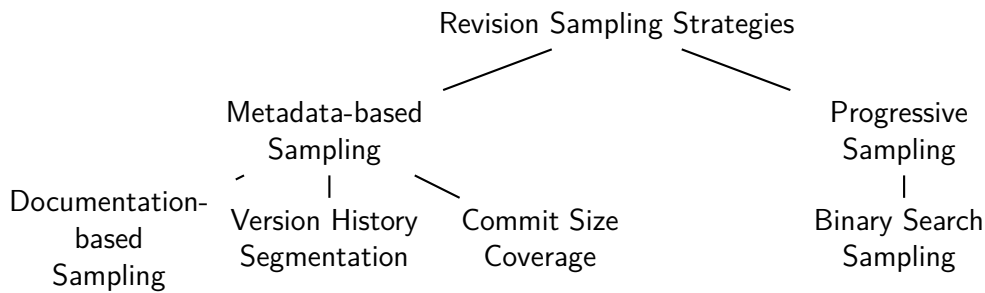 Revision Sampling Strategies
Metadata-based
Sampling
Progressive
Sampling
Documentation-
based
Sampling
Version History
Segmentation
Commit Size
Coverage
Binary Search
Sampling